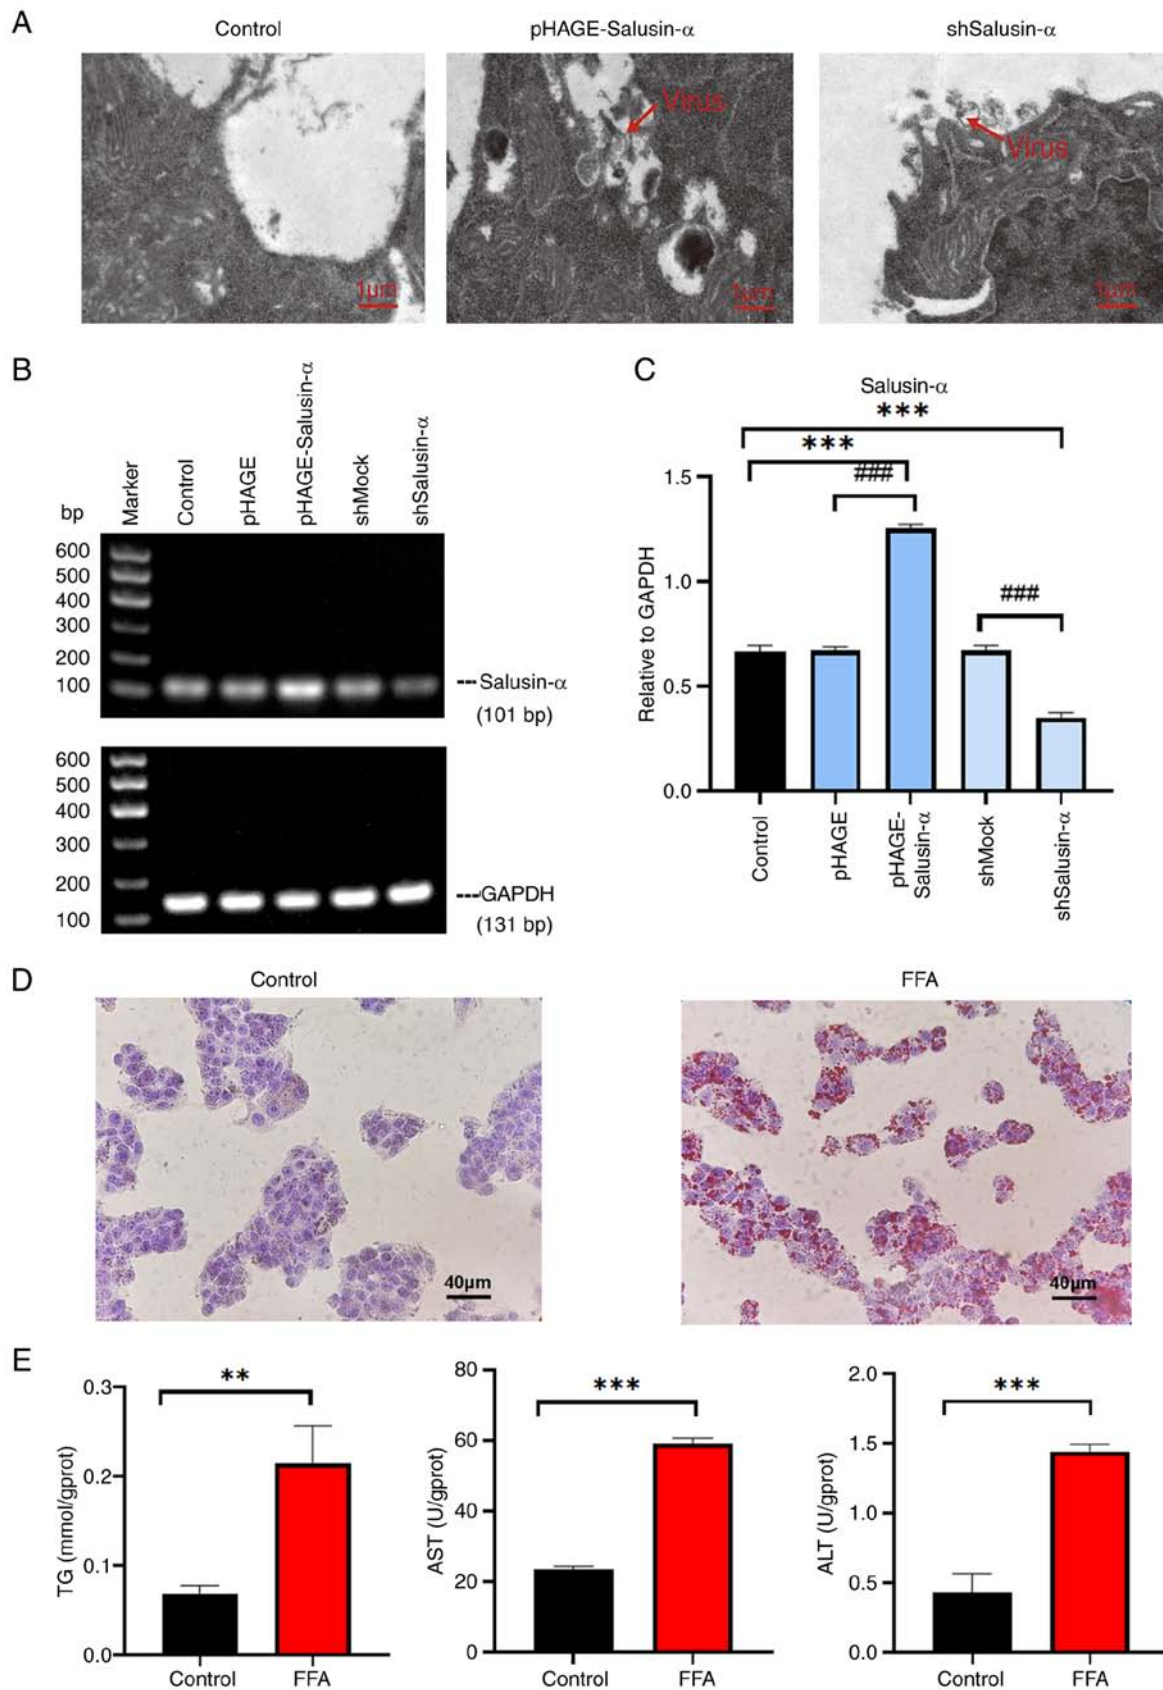 A
Control
pHAGE-Salusin-α
shSalusin-α
Virus
Virus
1µm
1µm
1µm
B
bp
Marker
Control
pHAGE
pHAGE-Salusin-α
shMock
shSalusin-α
600
500
400
300
200
100
---Salusin-α
(101 bp)
600
500
400
300
200
100
---GAPDH
(131 bp)
C
Salusin-α
***
***
###
###
Relative to GAPDH
1.5
1.0
0.5
0.0
Control
pHAGE
pHAGE-
Salusin-α
shMock
shSalusin-α
D
Control
FFA
40µm
40µm
E
TG (mmol/gprot)
0.3
0.2
0.1
0.0
**
Control
FFA
AST (U/gprot)
80
60
40
20
0
***
Control
FFA
ALT (U/gprot)
2.0
1.5
1.0
0.5
0.0
***
Control
FFA